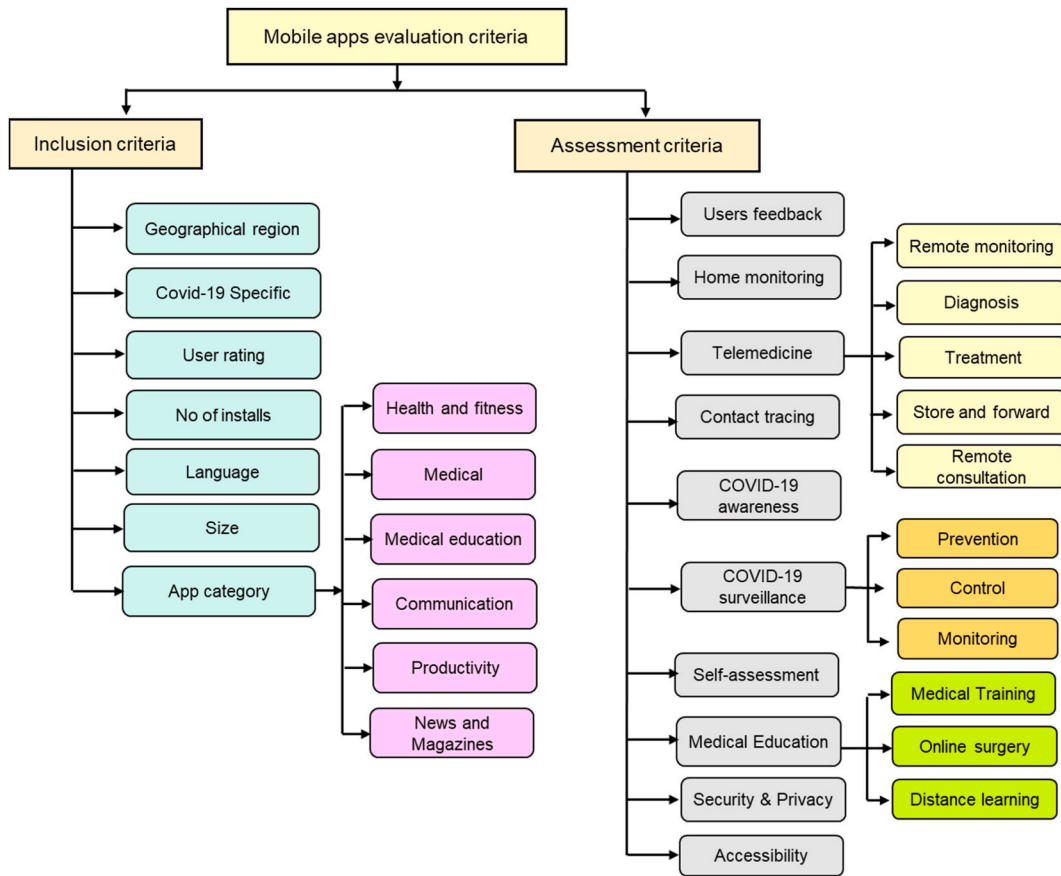 Mobile apps evaluation criteria
Inclusion criteria
Geographical region
Covid-19 Specific
User rating
No of installs
Language
Size
App category
Health and fitness
Medical
Medical education
Communication
Productivity
News and
Magazines
Assessment criteria
Users feedback
Home monitoring
Telemedicine
Contact tracing
COVID-19
awareness
COVID-19
surveillance
Self-assessment
Medical Education
Security & Privacy
Accessibility
Remote monitoring
Diagnosis
Treatment
Store and forward
Remote
consultation
Prevention
Control
Monitoring
Medical Training
Online surgery
Distance learning